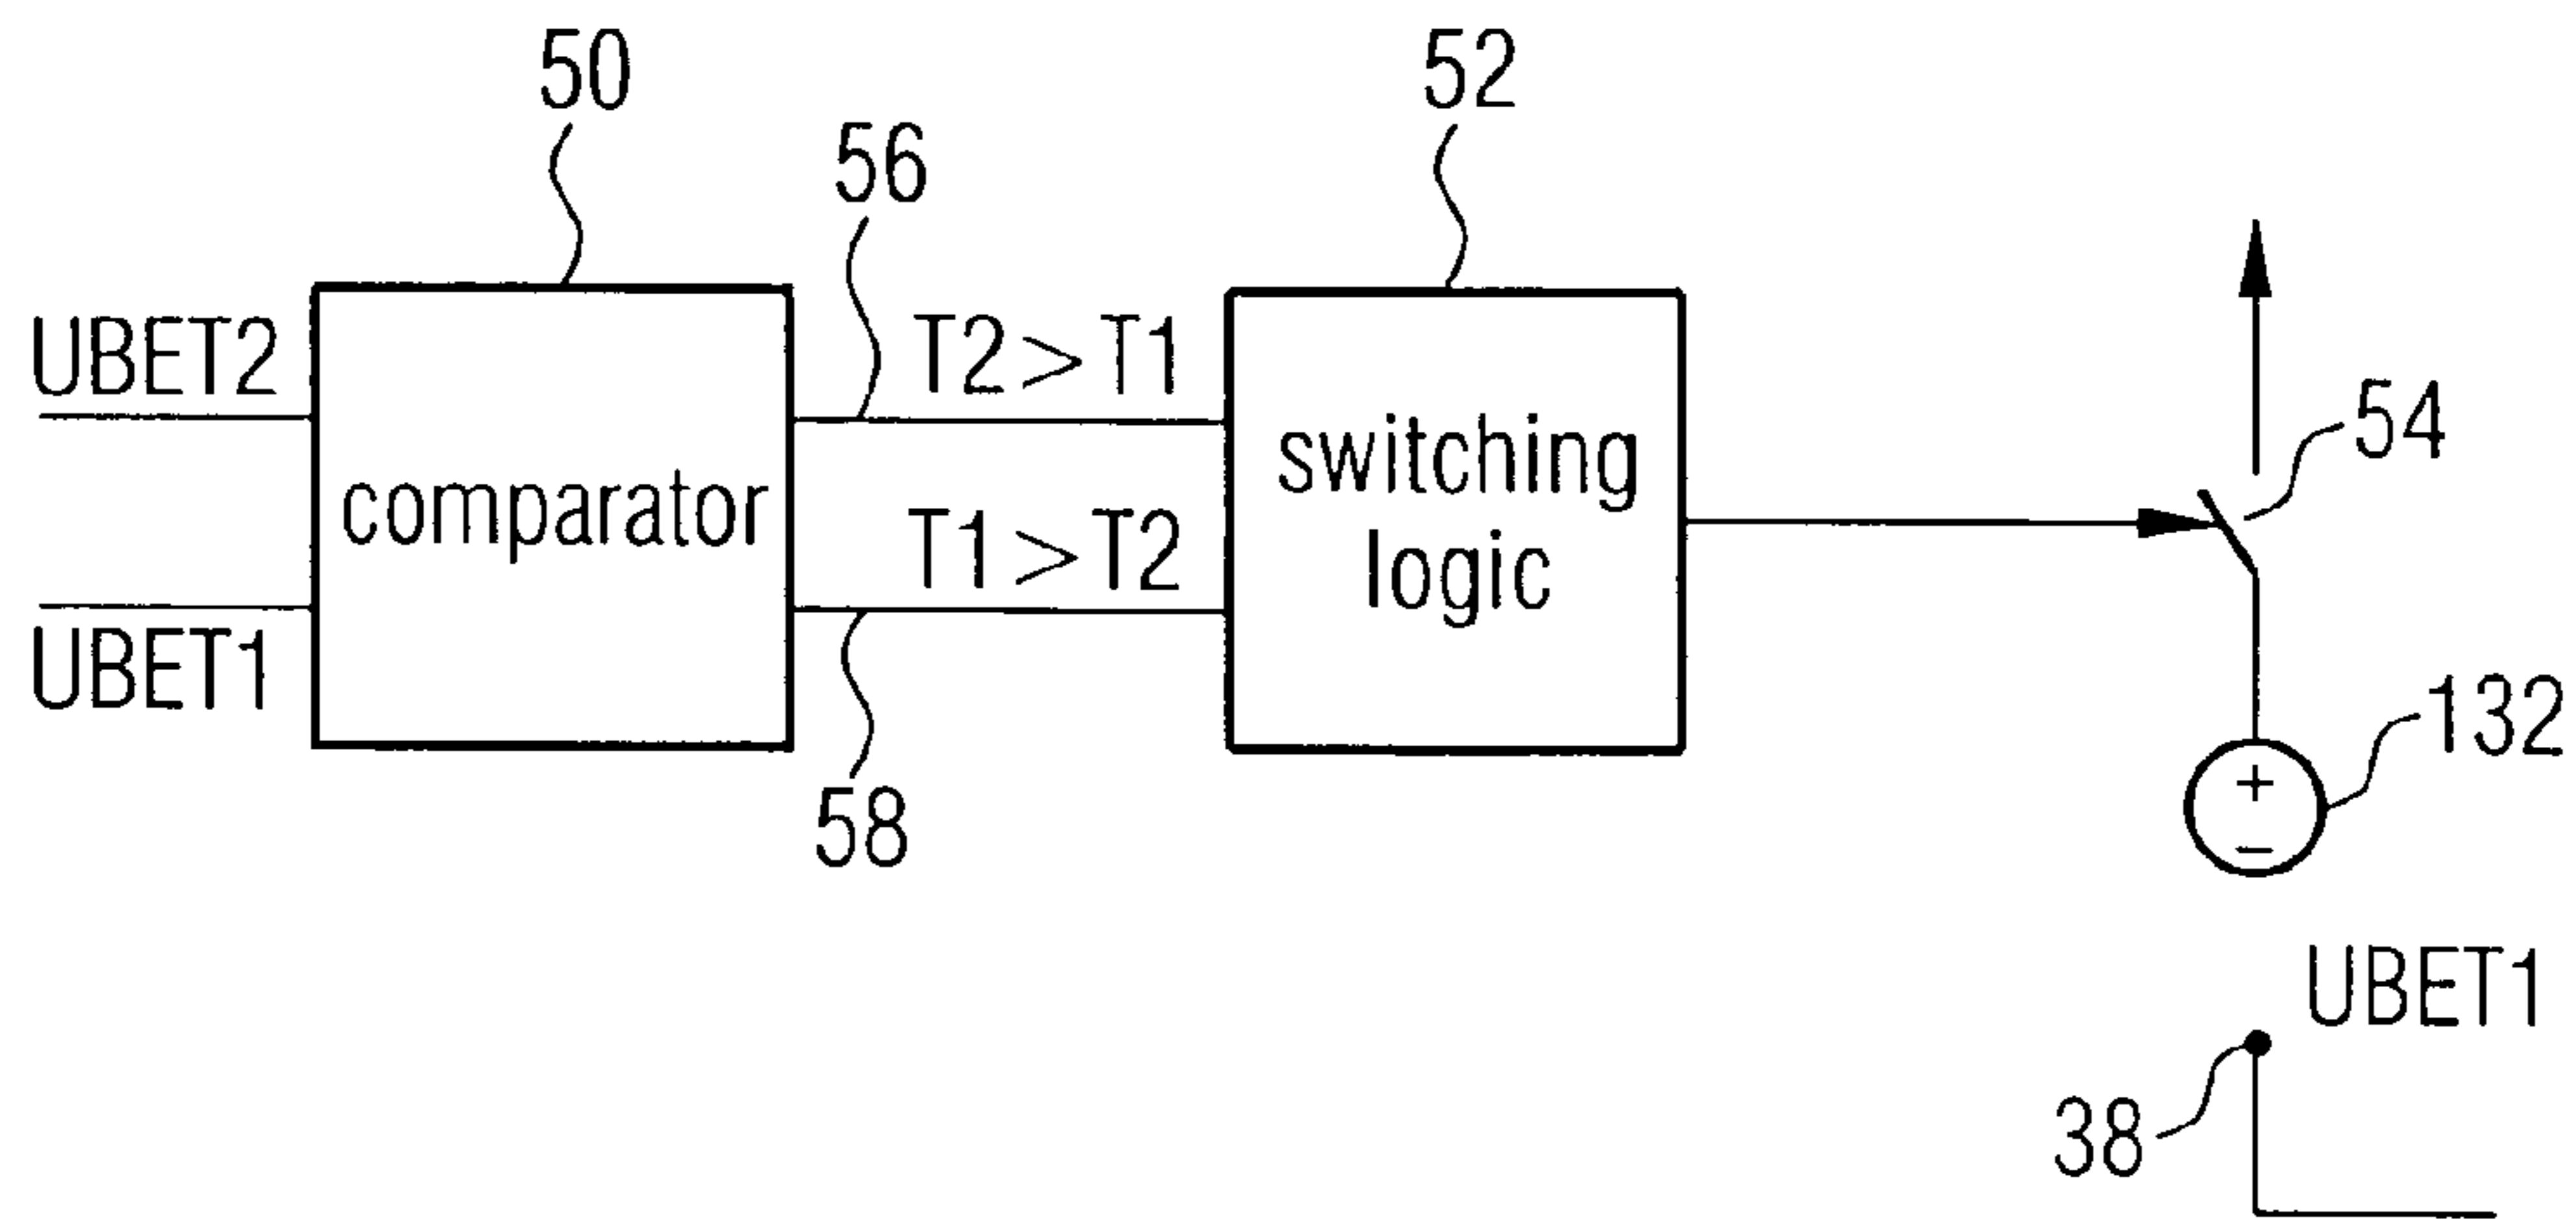 50
52
56
UBET2
T2>T1
54
comparator
switching
logic
T1>T2
UBET1
58
132
+
−
UBET1
38